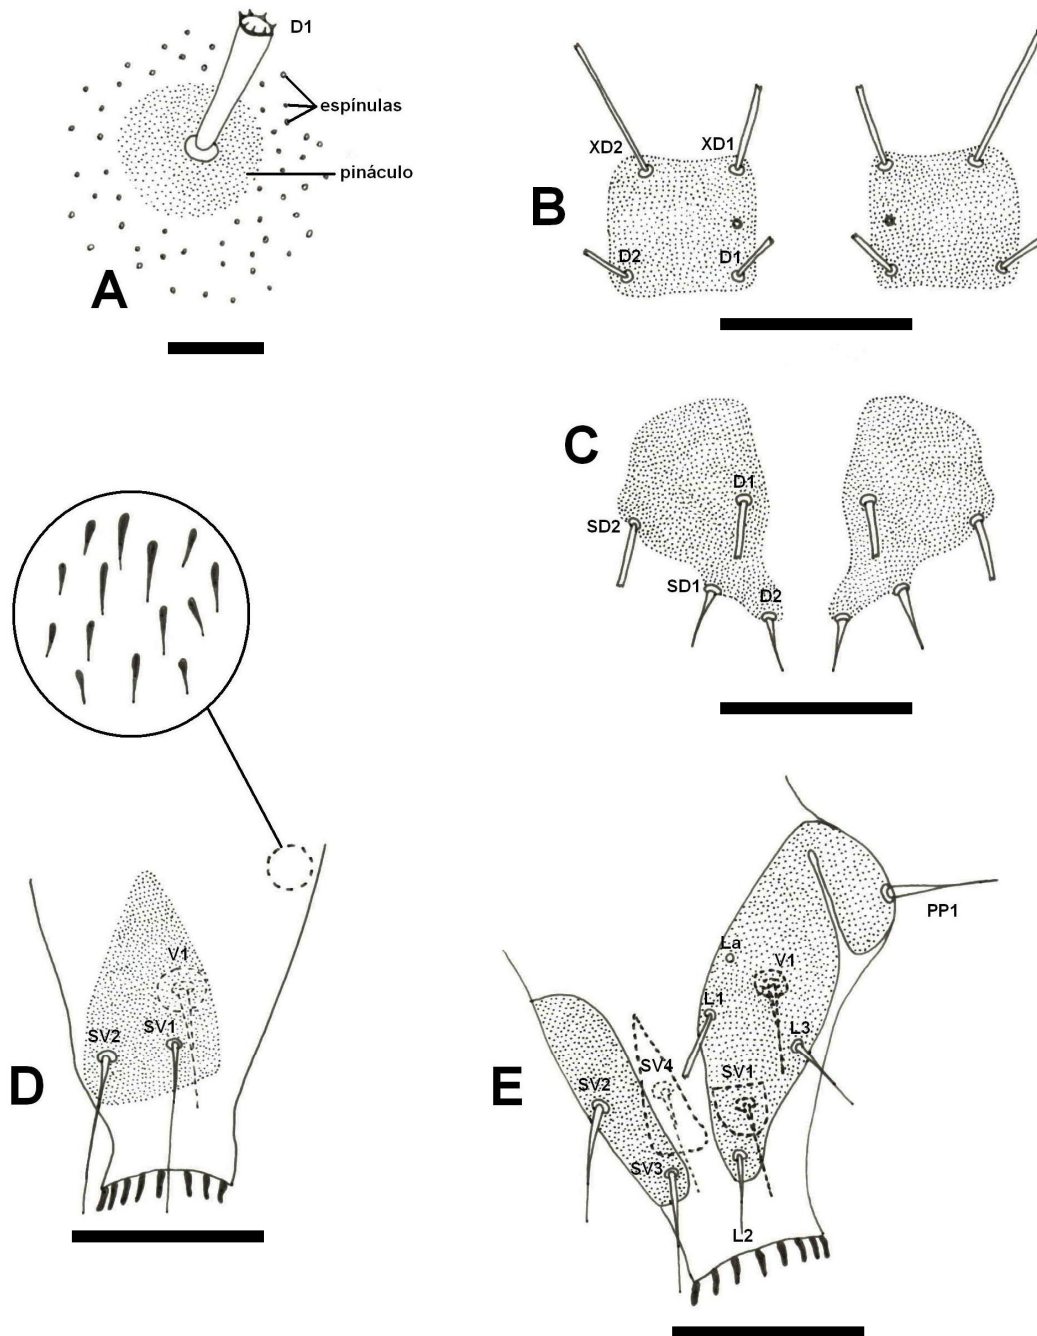 D1
espínulas
pináculo
A
XD2 XD1
B
D2 D1
C
D1
SD2
SD1 D2
V1
SV2 SV1
D
PP1
La V1
L1
L3
SV4 SV1
SV2
E
SV3
L2